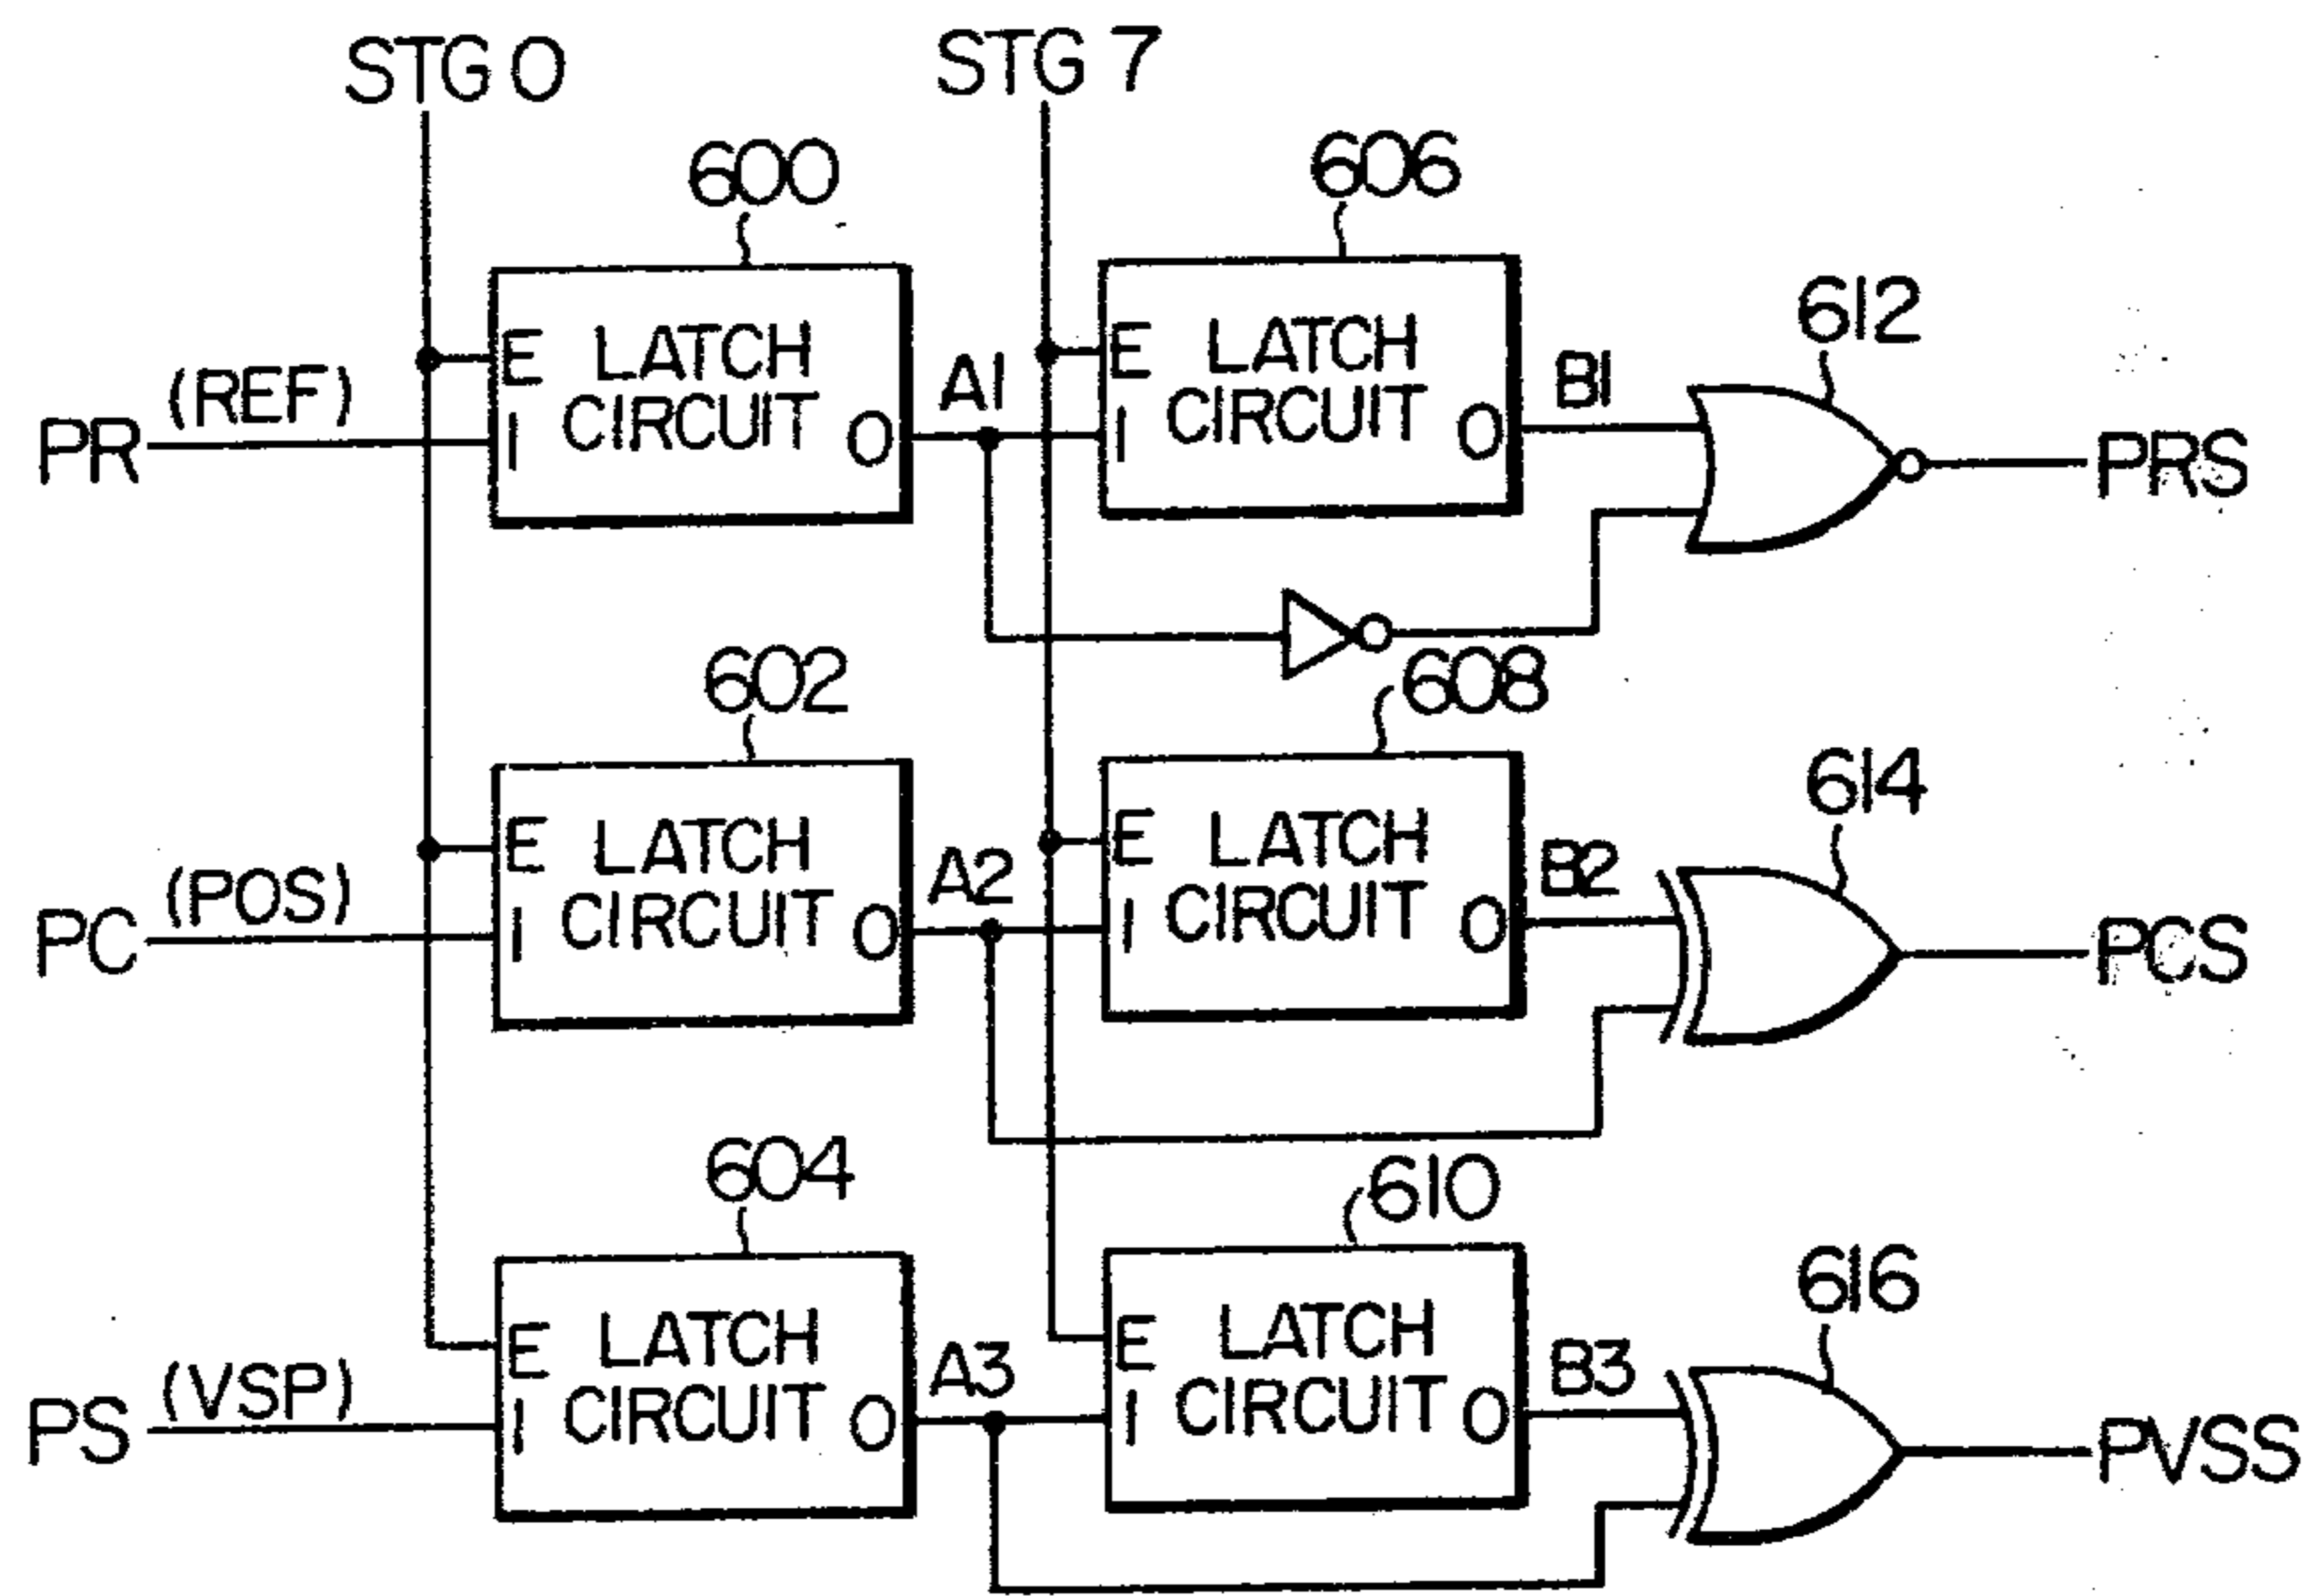 STG 0
STG 7
600
606
612
E LATCH
CIRCUIT
I
O
A1
E LATCH
CIRCUIT
I
O
B1
(REF)
PR
PRS
602
608
614
E LATCH
CIRCUIT
I
O
A2
E LATCH
CIRCUIT
I
O
B2
(POS)
PC
PCS
604
610
616
E LATCH
CIRCUIT
I
O
A3
E LATCH
CIRCUIT
I
O
B3
(VSP)
PS
PVSS